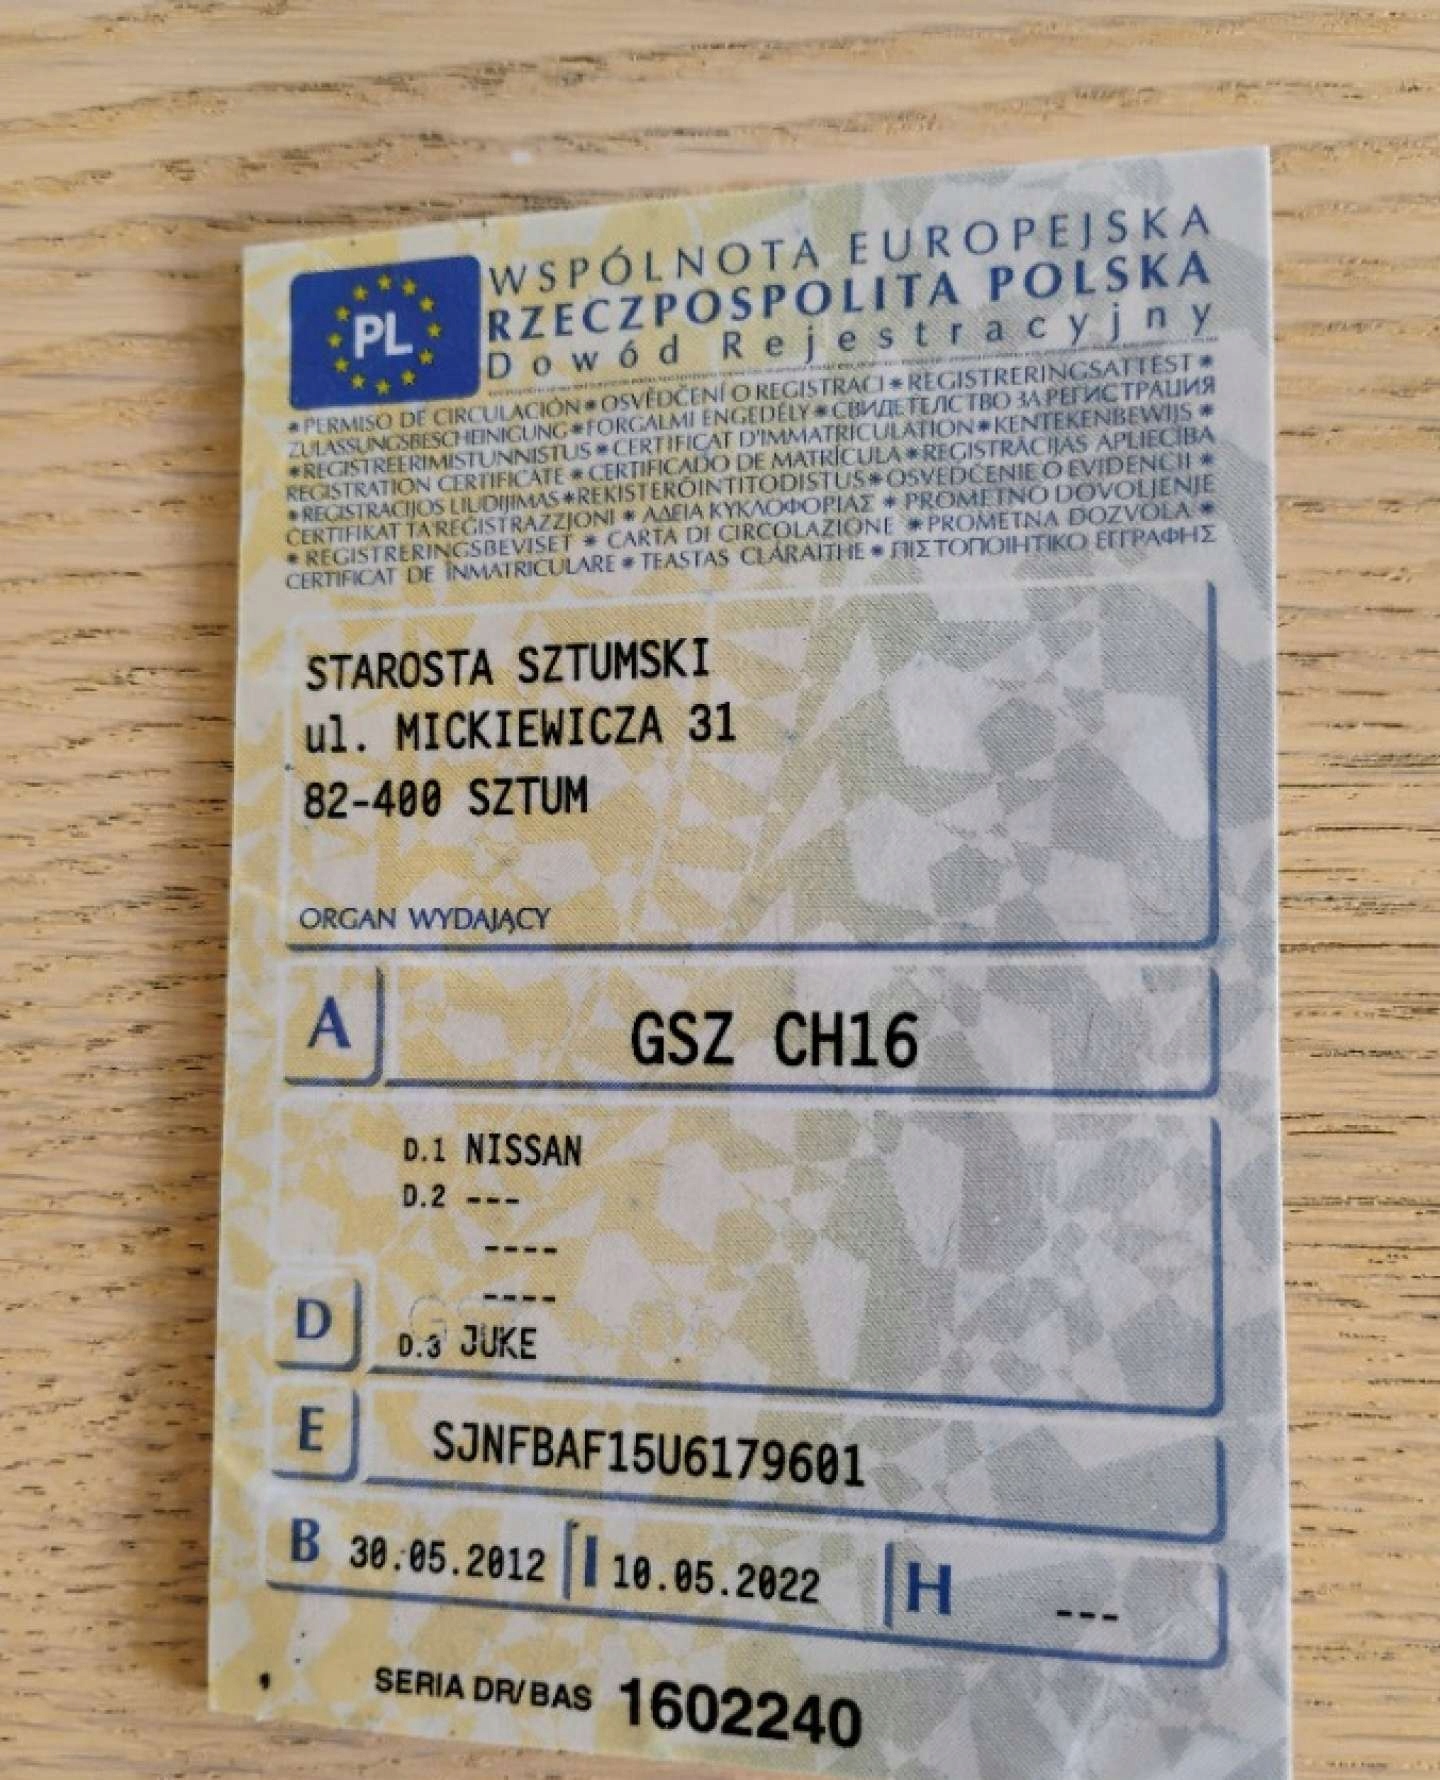 PL
WSPÓLNOTA EUROPEJSKA
RZECZPOSPOLITA POLSKA
Dowód Rejestracyjny
* PERMISO DE CIRCULACIÓN * OSVĚDČENÍ O REGISTRACI * REGISTRERINGSATTEST *
ZULASSUNGSBESCHEINIGUNG * FORGALMI ENGEDÉLY * СВИДЕТЕЛСТВО ЗА РЕГИСТРАЦИЯ
* REGISTREERIMISTUNNISTUS * CERTIFICAT D'IMMATRICULATION * KENTEKENBEWIJS *
REGISTRATION CERTIFICATE * CERTIFICADO DE MATRÍCULA * REGISTRĀCIJAS APLIECĪBA
* REGISTRACIJOS LIUDIJIMAS * REKISTERÖINTITODISTUS * OSVEDČENIE O EVIDENCII *
CERTIFIKAT TA' REĠISTRAZZJONI * ΑΔΕΙΑ ΚΥΚΛΟΦΟΡΙΑΣ * PROMETNO DOVOLJENJE
* REGISTRERINGSBEVISET * CARTA DI CIRCOLAZIONE * PROMETNA DOZVOLA *
CERTIFICAT DE ÎNMATRICULARE * TEASTAS CLÁRAITHE * ΠΙΣΤΟΠΟΙΗΤΙΚΟ ΕΓΓΡΑΦΗΣ
STAROSTA SZTUMSKI
ul. MICKIEWICZA 31
82-400 SZTUM
ORGAN WYDAJĄCY
A GSZ CH16
D.1 NISSAN
D.2 ---
----
----
D D.3 JUKE
E SJNFBAF15U6179601
B 30.05.2012 I 10.05.2022 H ---
SERIA DR/BAS 1602240